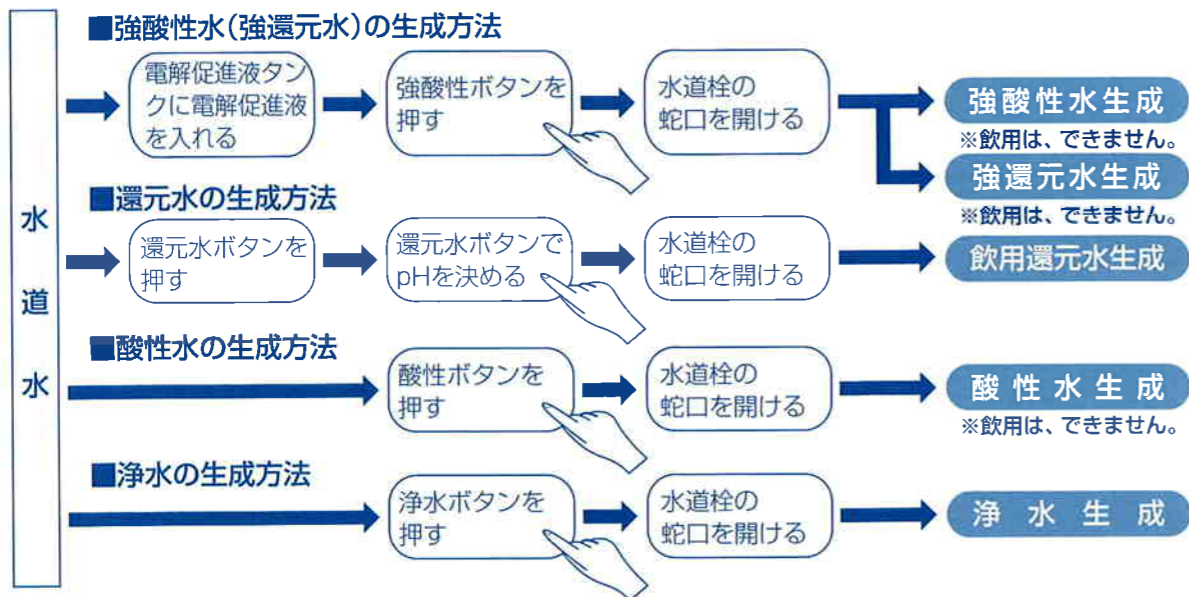 水道水
■強酸性水(強還元水)の生成方法
電解促進液タン
クに電解促進液
を入れる
強酸性ボタンを
押す
水道栓の
蛇口を開ける
強酸性水生成
※飲用は、できません。
強還元水生成
※飲用は、できません。
■還元水の生成方法
還元水ボタンを
押す
還元水ボタンで
pHを決める
水道栓の
蛇口を開ける
飲用還元水生成
■酸性水の生成方法
酸性ボタンを
押す
水道栓の
蛇口を開ける
酸性水生成
※飲用は、できません。
■浄水の生成方法
浄水ボタンを
押す
水道栓の
蛇口を開ける
浄水生成